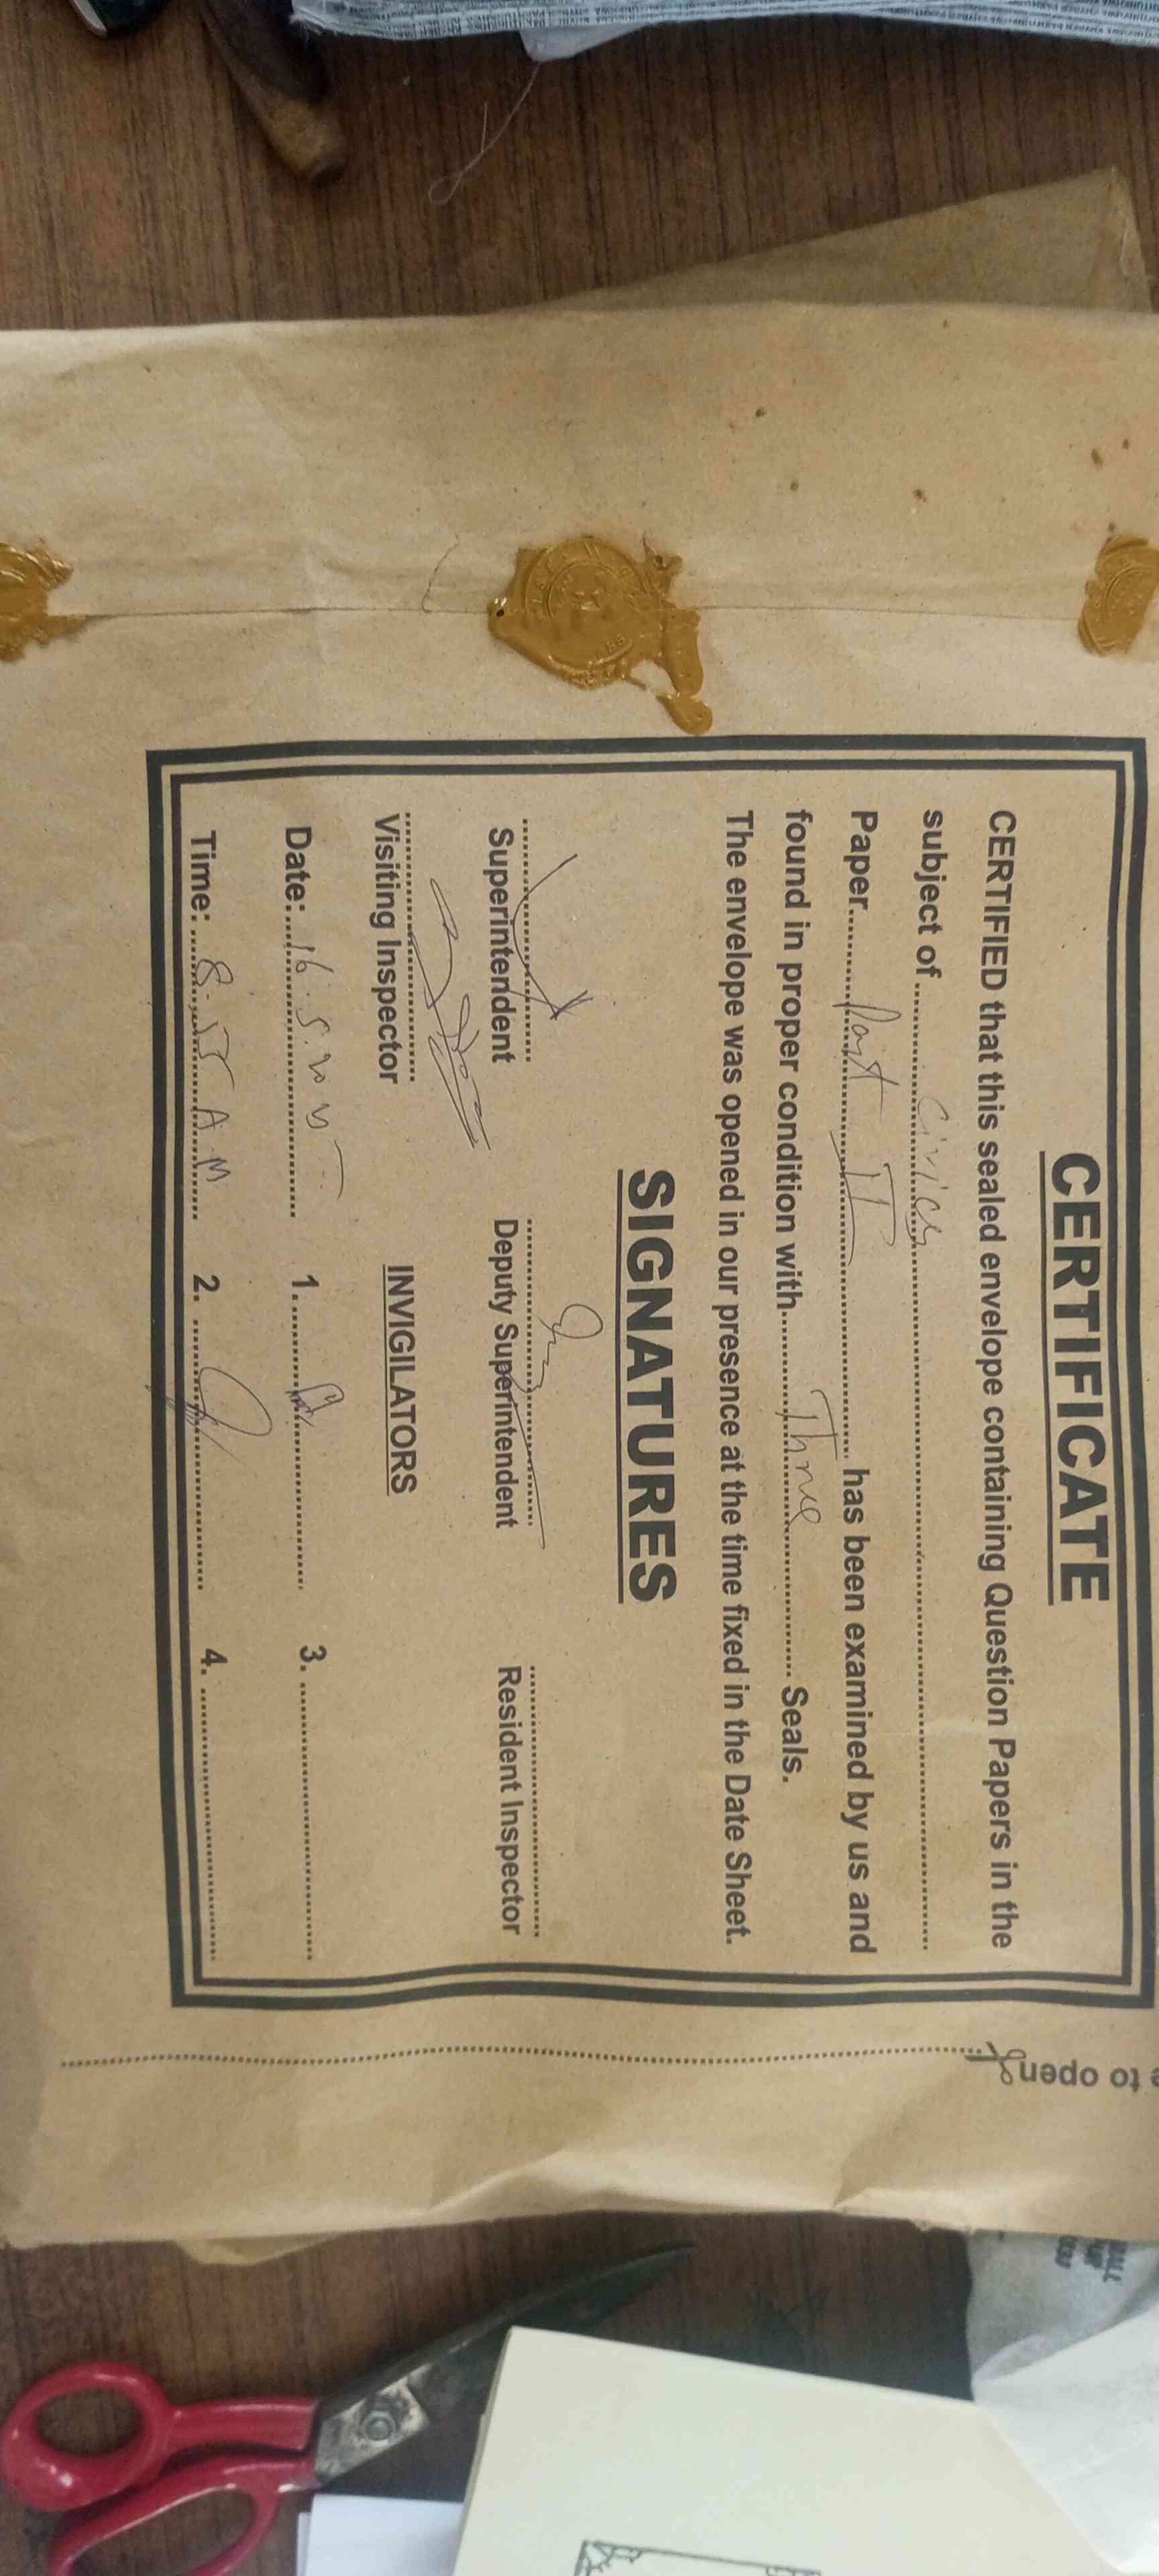 CERTIFICATE
CERTIFIED that this sealed envelope containing Question Papers in the
subject of ........ Civics ........
Paper........ Part II ........ has been examined by us and
found in proper condition with........ Three ........ Seals.
The envelope was opened in our presence at the time fixed in the Date Sheet.
SIGNATURES
Superintendent Deputy Superintendent Resident Inspector
Visiting Inspector INVIGILATORS
Date: 16.5.2025 1. 3.
Time: 8.55 AM 2. 4.
to open